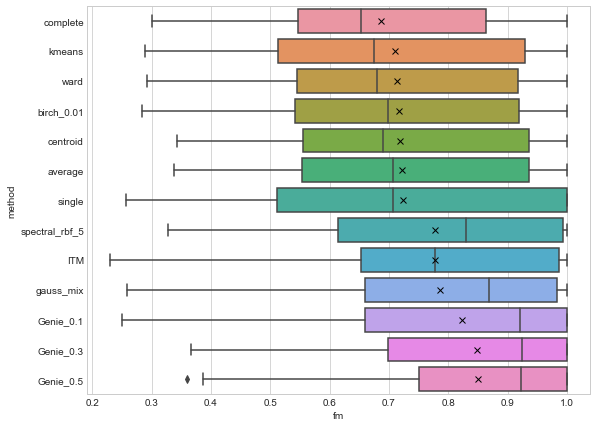 complete
kmeans
ward
birch_0.01
centroid
average
single
spectral_rbf_5
ITM
gauss_mix
Genie_0.1
Genie_0.3
Genie_0.5
method
0.2 0.3 0.4 0.5 0.6 0.7 0.8 0.9 1.0
fm